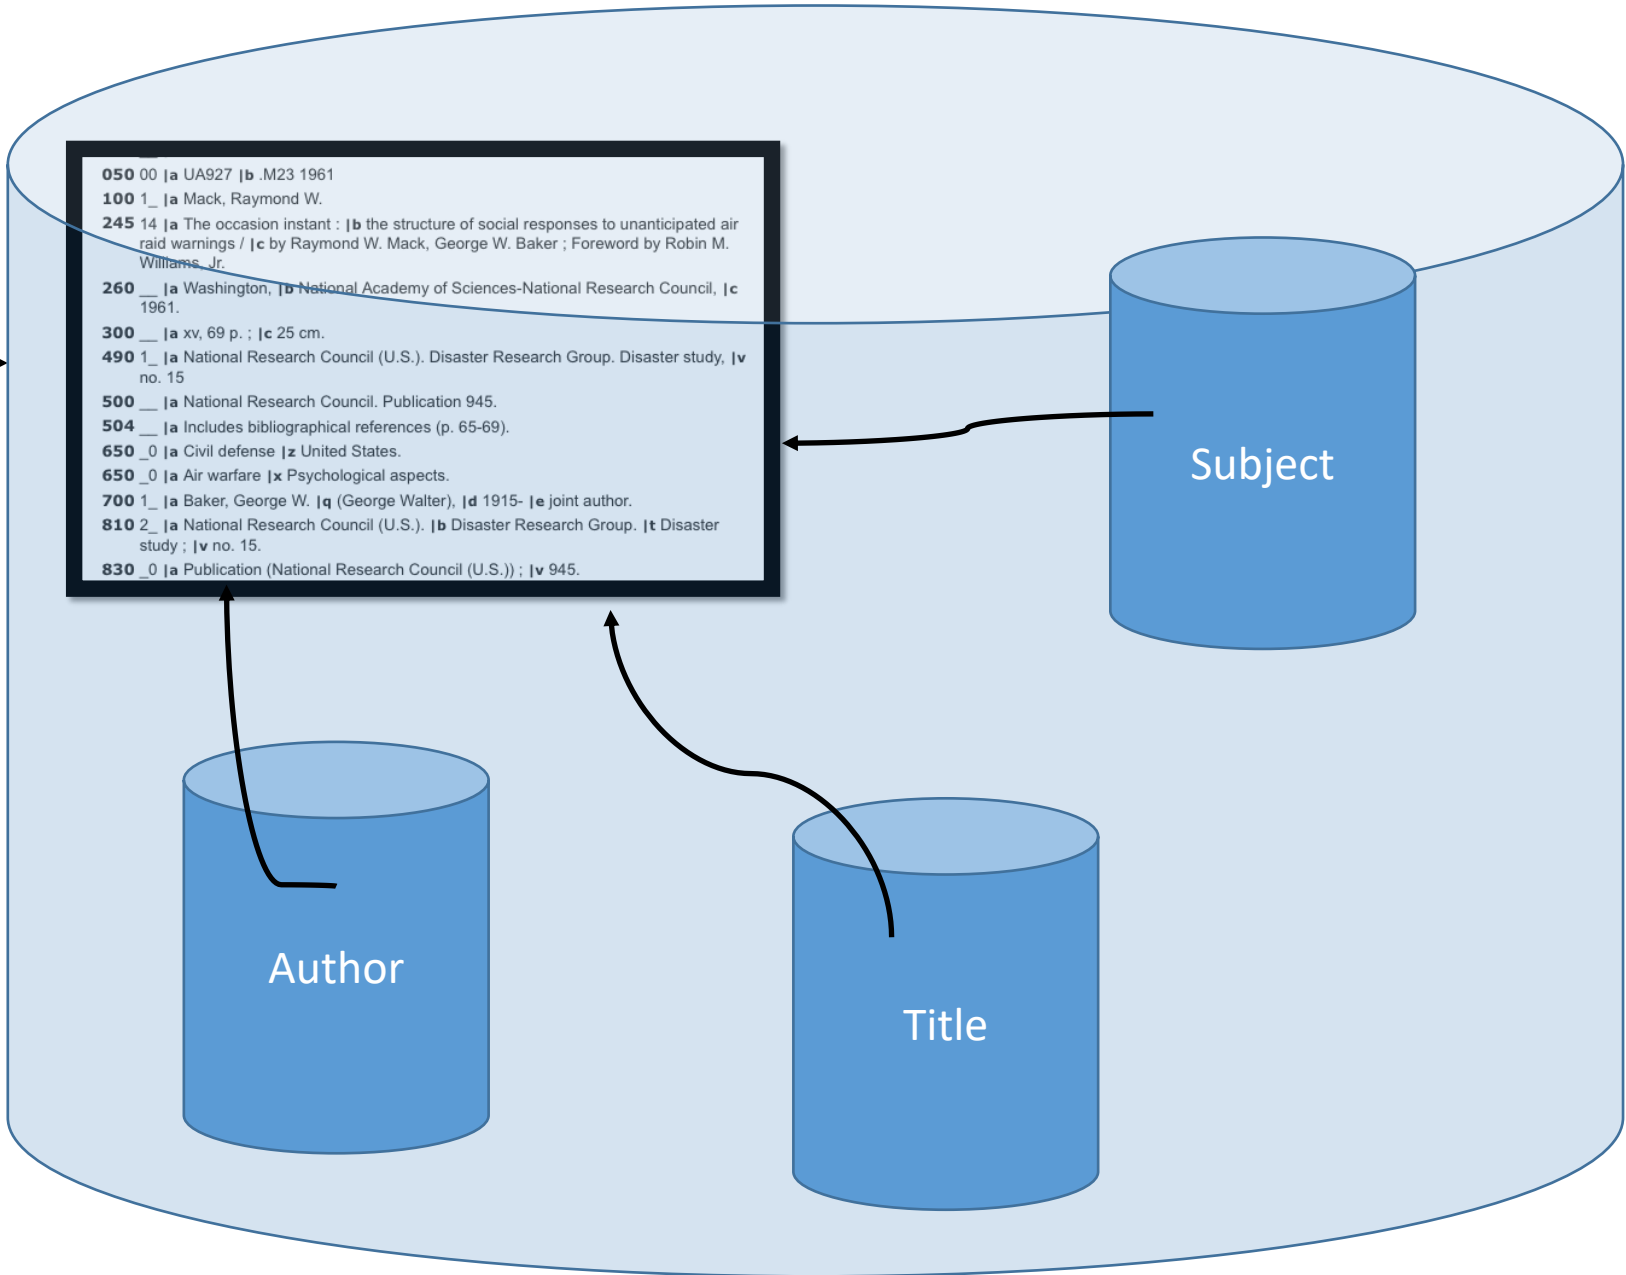 050 00 |a UA927 |b .M23 1961
100 1_ |a Mack, Raymond W.
245 14 |a The occasion instant : |b the structure of social responses to unanticipated air
raid warnings / |c by Raymond W. Mack, George W. Baker ; Foreword by Robin M.
Williams, Jr.
260 __ |a Washington, |b National Academy of Sciences-National Research Council, |c
1961.
300 __ |a xv, 69 p. ; |c 25 cm.
490 1_ |a National Research Council (U.S.). Disaster Research Group. Disaster study, |v
no. 15
500 __ |a National Research Council. Publication 945.
504 __ |a Includes bibliographical references (p. 65-69).
650 _0 |a Civil defense |z United States.
650 _0 |a Air warfare |x Psychological aspects.
700 1_ |a Baker, George W. |q (George Walter), |d 1915- |e joint author.
810 2_ |a National Research Council (U.S.). |b Disaster Research Group. |t Disaster
study ; |v no. 15.
830 _0 |a Publication (National Research Council (U.S.)) ; |v 945.
Subject
Author
Title